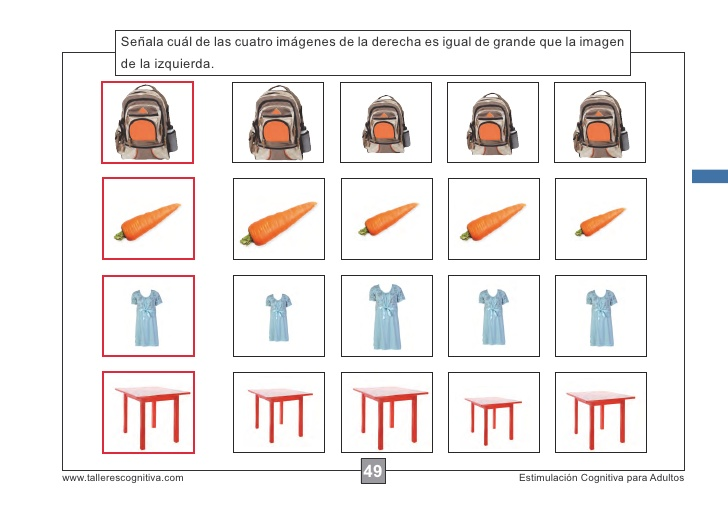 Señala cuál de las cuatro imágenes de la derecha es igual de grande que la imagen
de la izquierda.
49
www.tallerescognitiva.com
Estimulación Cognitiva para Adultos